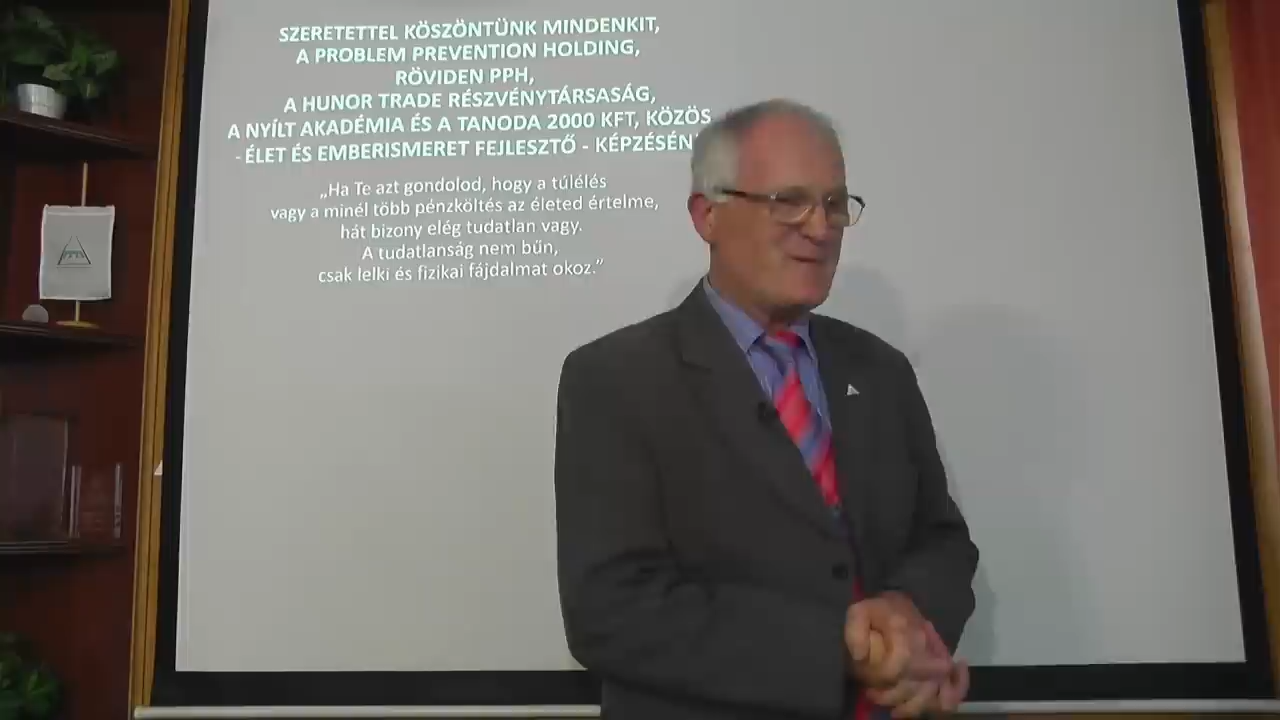 SZERETETTEL KÖSZÖNTÜNK MINDENKIT,
A PROBLEM PREVENTION HOLDING,
RÖVIDEN PPH,
A HUNOR TRADE RÉSZVÉNYTÁRSASÁG,
A NYÍLT AKADÉMIA ÉS A TANODA 2000 KFT, KÖZÖS
- ÉLET ÉS EMBERISMERET FEJLESZTŐ -
„Ha Te azt gondolod, hogy a túlélés
vagy a minél több pénzköltés az életed értelme,
hát bizony elég tudatlan vagy.
A tudatlanság nem bűn,
csak lelki és fizikai fájdalmat okoz.”